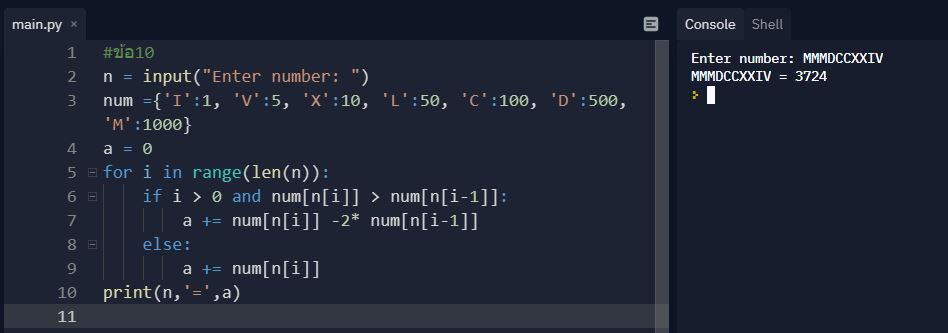 main.py ×
1 #ข้อ10
2 n = input("Enter number: ")
3 num ={'I':1, 'V':5, 'X':10, 'L':50, 'C':100, 'D':500,
'M':1000}
4 a = 0
5 for i in range(len(n)):
6 if i > 0 and num[n[i]] > num[n[i-1]]:
7 a += num[n[i]] -2* num[n[i-1]]
8 else:
9 a += num[n[i]]
10 print(n,'=',a)
11
Console Shell
Enter number: MMMDCCXXIV
MMMDCCXXIV = 3724